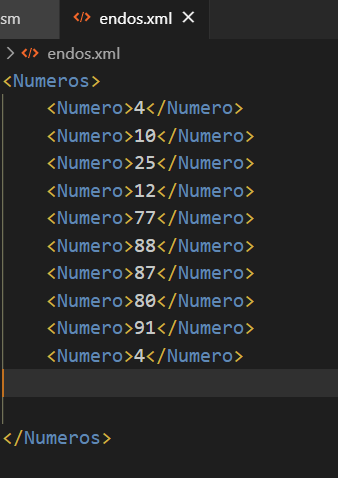 sm
endos.xml
endos.xml
<Numeros>
<Numero>4</Numero>
<Numero>10</Numero>
<Numero>25</Numero>
<Numero>12</Numero>
<Numero>77</Numero>
<Numero>88</Numero>
<Numero>87</Numero>
<Numero>80</Numero>
<Numero>91</Numero>
<Numero>4</Numero>
</Numeros>